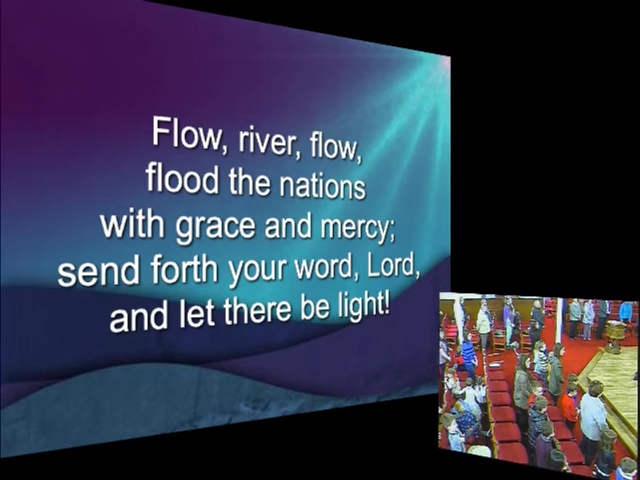 Flow, river, flow,
flood the nations
with grace and mercy;
send forth your word, Lord,
and let there be light!